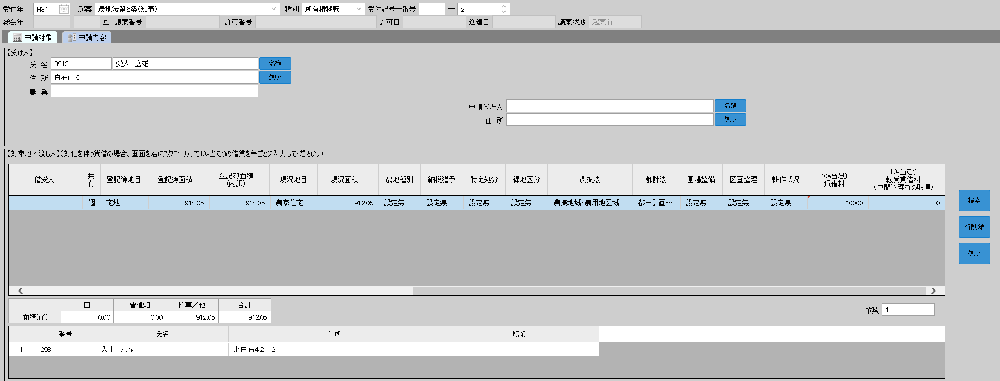 受付年 H31 起案 農地法第5条(知事) 種別 所有権移転 受付記号ー番号 ー 2
総会年 回 議案番号 許可番号 許可日 進達日 議案状態 起案前
申請対象 申請内容
【受け人】
氏 名 3213 受人 盛雄 名簿
住 所 白石山6-1 クリア
職 業
申請代理人 名簿
住 所 クリア
【対象地/渡し人】(対価を伴う貸借の場合、画面を右にスクロールして10a当たりの借賃を筆ごとに入力してください。)
借受人 共有 登記簿地目 登記簿面積 登記簿面積(内訳) 現況地目 現況面積 農地種別 納税猶予 特定処分 緑地区分 農振法 都計法 圃場整備 区画整理 耕作状況 10a当たり賃借料 10a当たり転貸賃借料(中間管理権の取得)
個 宅地 912.05 912.05 農家住宅 912.05 設定無 設定無 設定無 設定無 農振地域・農用地区域 都市計画… 設定無 設定無 設定無 10000 0
検索
行削除
クリア
田 普通畑 採草/他 合計
面積(㎡) 0.00 0.00 912.05 912.05
筆数 1
番号 氏名 住所 職業
1 298 入山 元春 北白石42-2